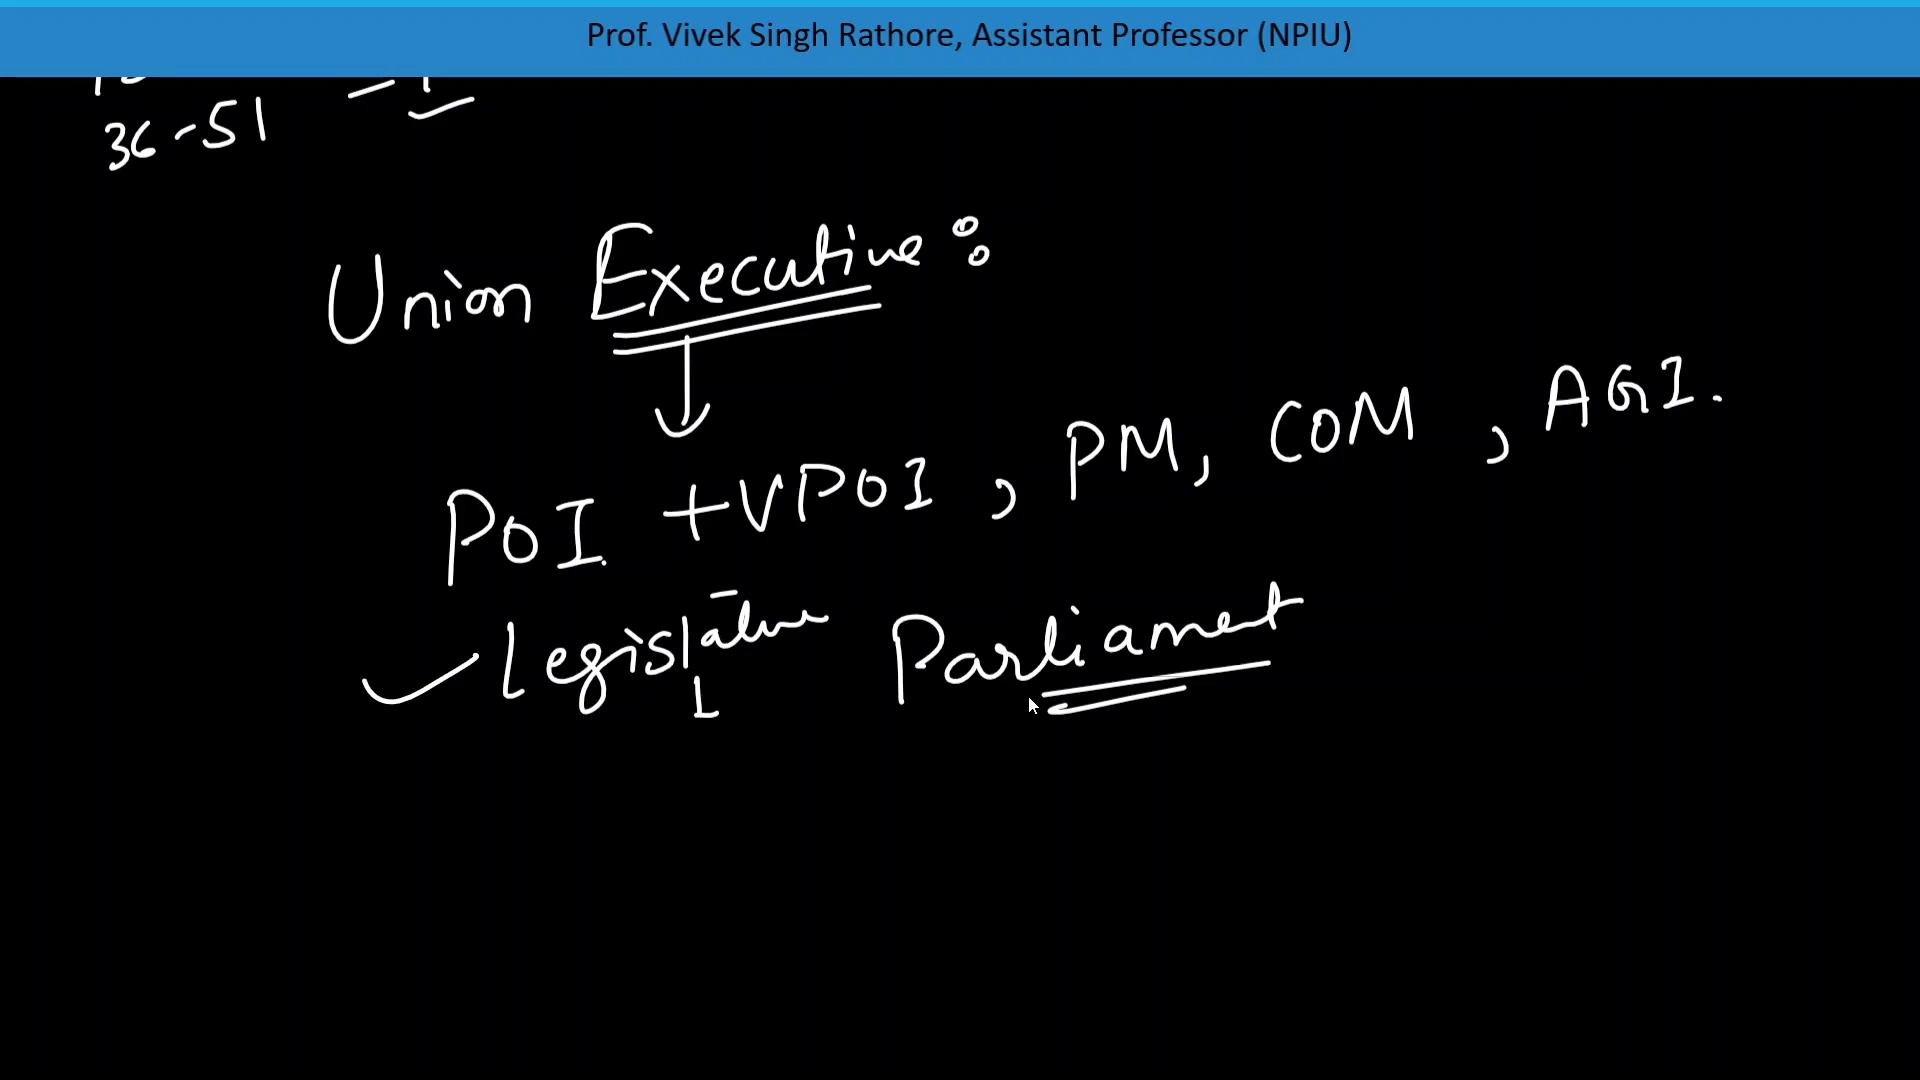 Prof. Vivek Singh Rathore, Assistant Professor (NPIU)
36-51
Union Executive:
POI + VPOI, PM, COM, AGI.
Legislature Parliament